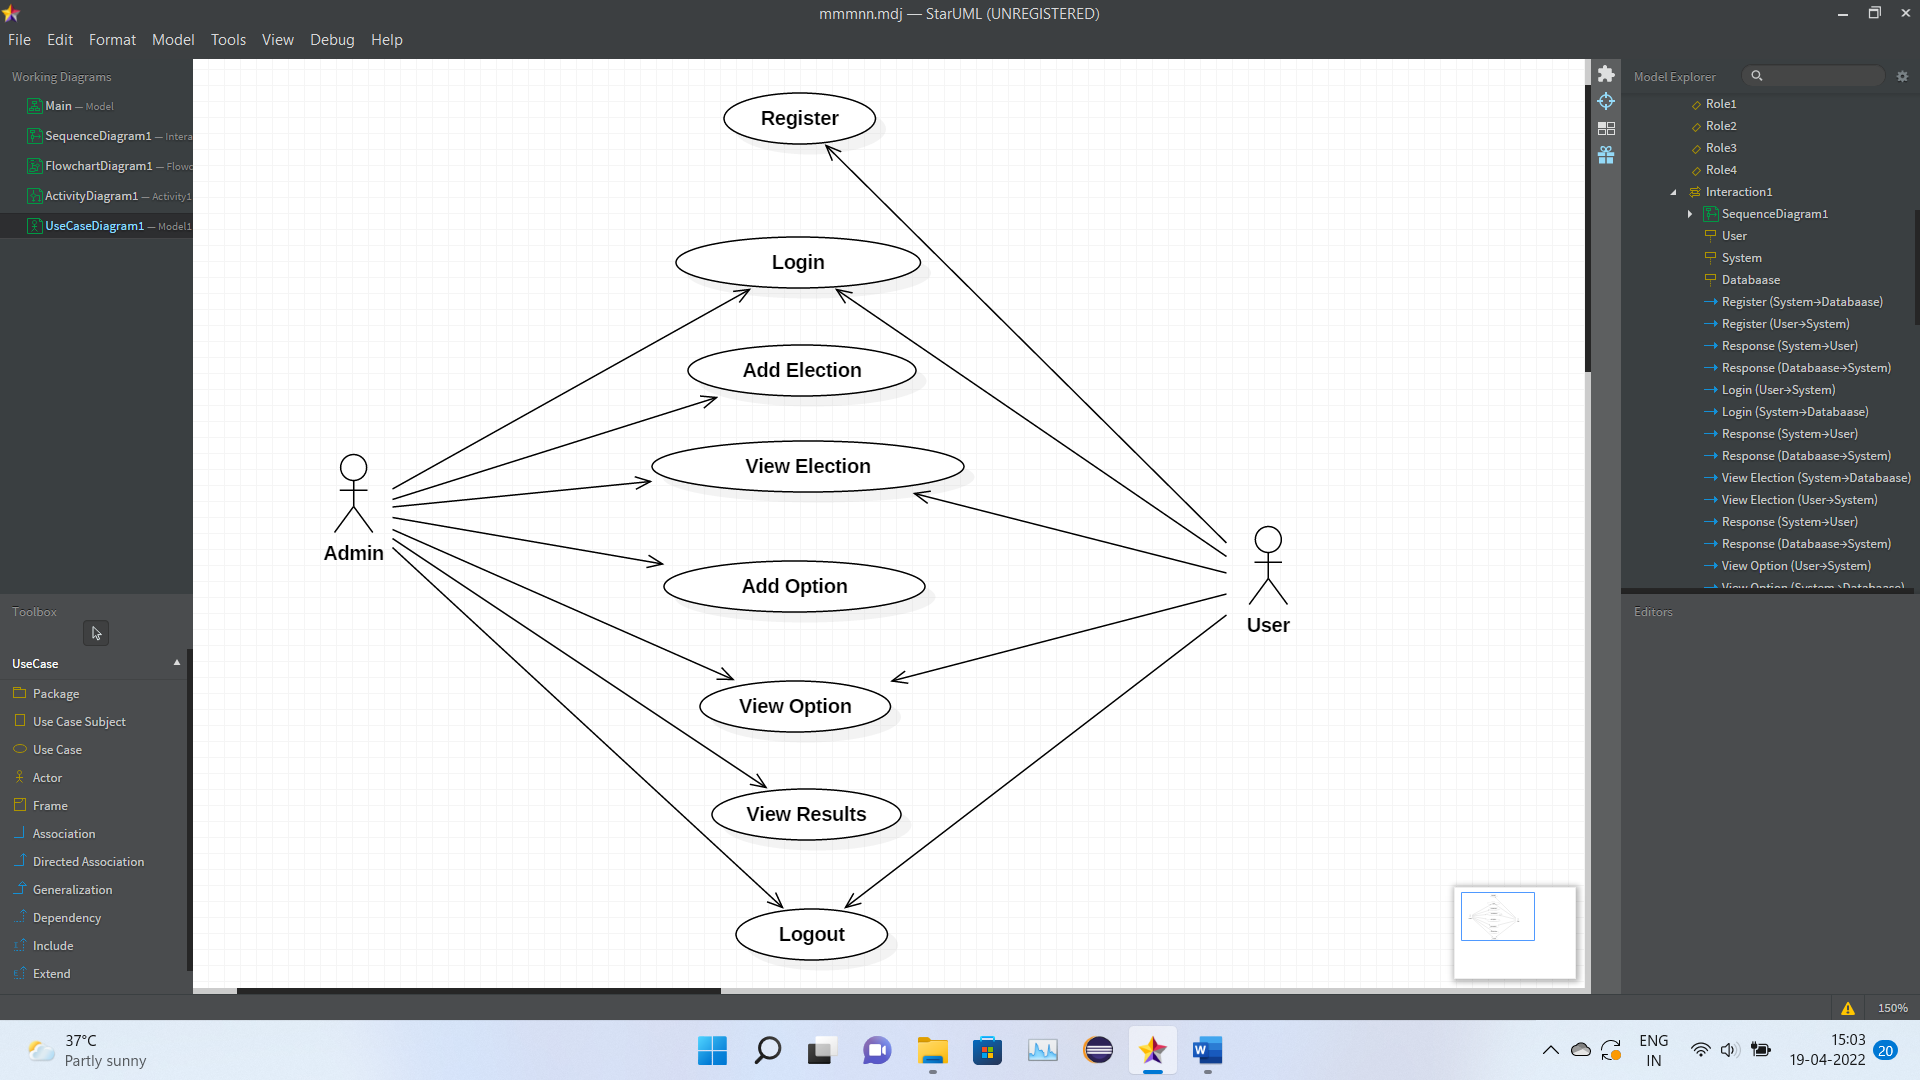 mmmnn.mdj — StarUML (UNREGISTERED)
File Edit Format Model Tools View Debug Help
Working Diagrams
Main — Model
SequenceDiagram1 — Intera
FlowchartDiagram1 — Flowc
ActivityDiagram1 — Activity1
UseCaseDiagram1 — Model1
Toolbox
UseCase
Package
Use Case Subject
Use Case
Actor
Frame
Association
Directed Association
Generalization
Dependency
Include
Extend
Register
Login
Add Election
View Election
Admin
Add Option
User
View Option
View Results
Logout
Model Explorer
Role1
Role2
Role3
Role4
Interaction1
SequenceDiagram1
User
System
Databaase
Register (System→Databaase)
Register (User→System)
Response (System→User)
Response (Databaase→System)
Login (User→System)
Login (System→Databaase)
Response (System→User)
Response (Databaase→System)
View Election (System→Databaase)
View Election (User→System)
Response (System→User)
Response (Databaase→System)
View Option (User→System)
View Option (System→Databaase)
Editors
150%
37°C
Partly sunny
W
ENG
IN
15:03
19-04-2022
20